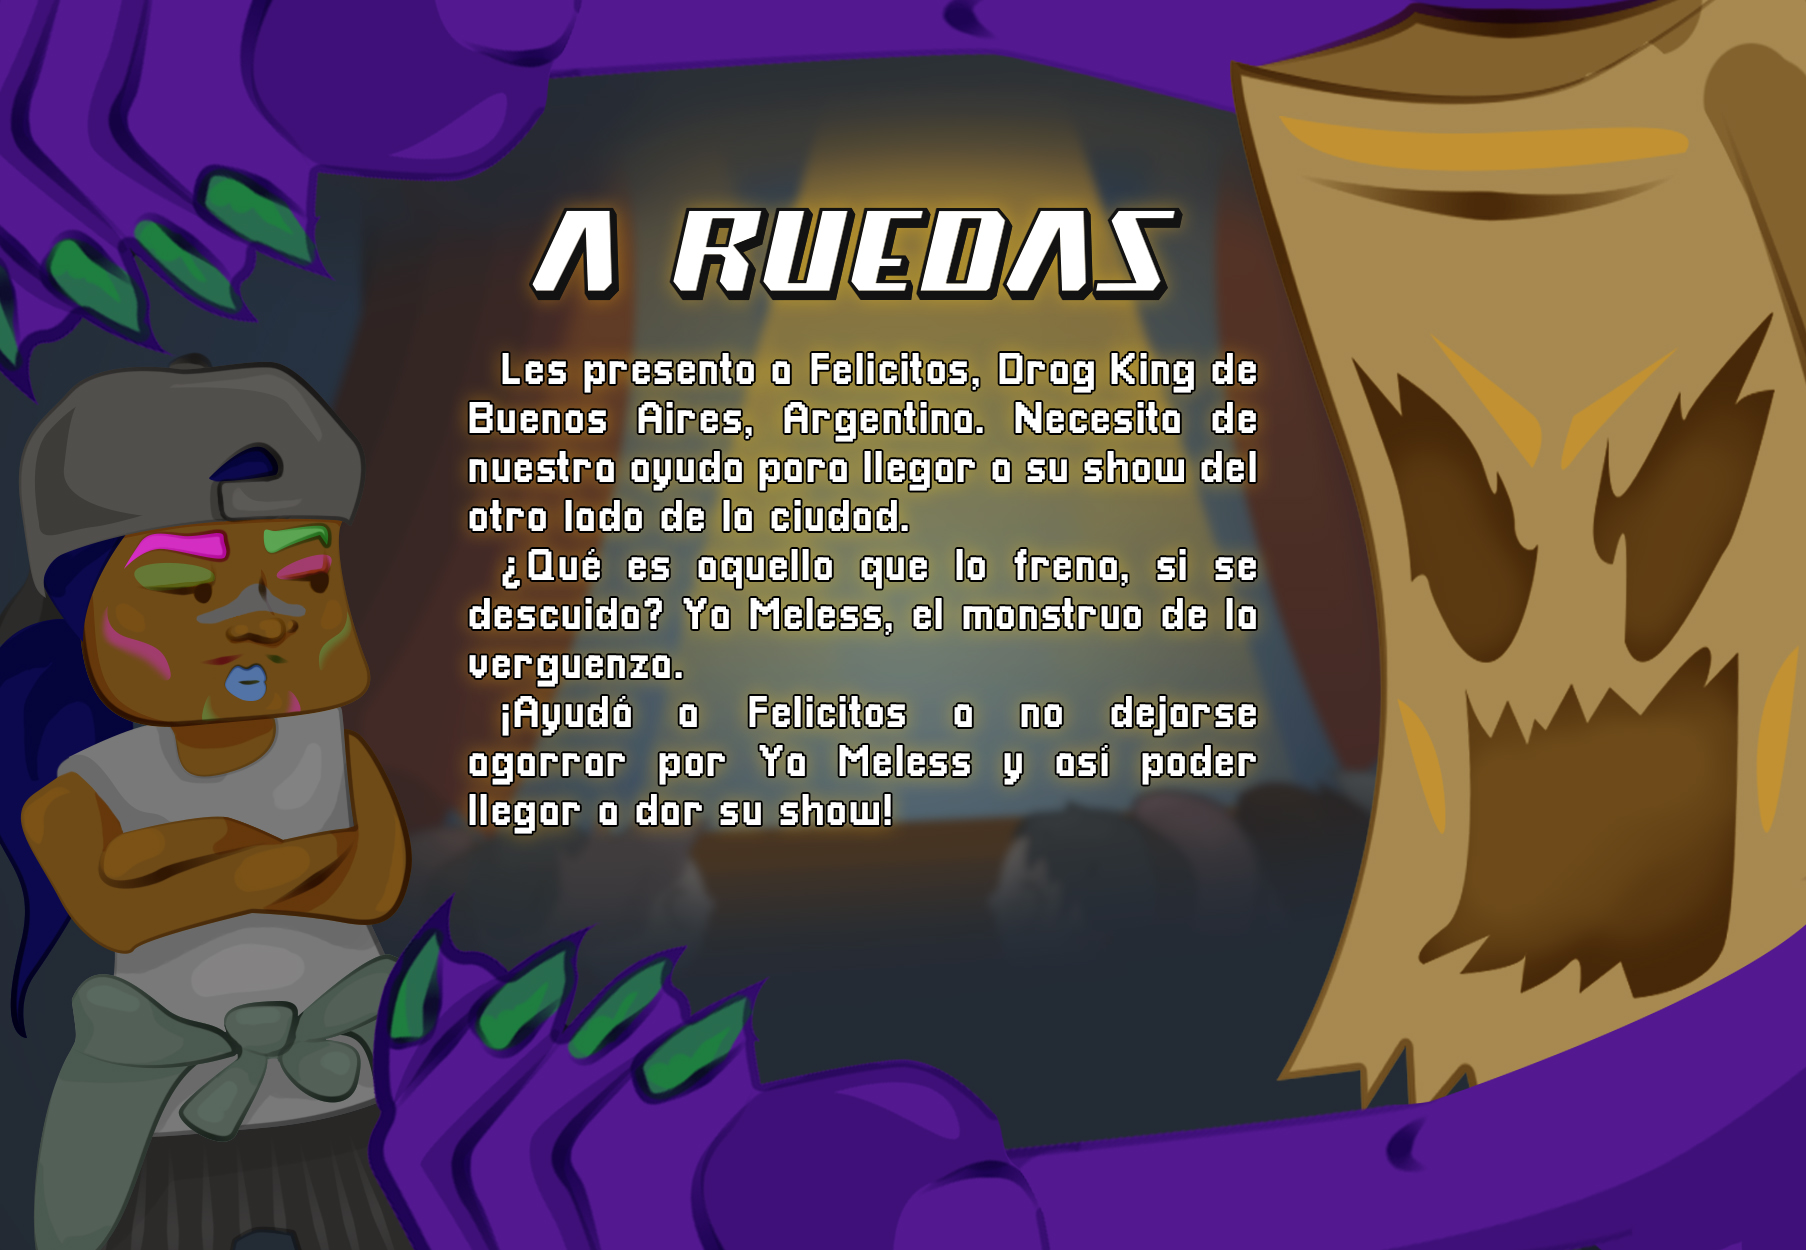 A RUEDAS
Les presento a Felicitos, Drag King de
Buenos Aires, Argentina. Necesita de
nuestra ayuda para llegar a su show del
otro lado de la ciudad.
¿Qué es aquello que lo frena, si se
descuida? Ya Meless, el monstruo de la
verguenza.
¡Ayudá a Felicitos a no dejarse
agarrar por Ya Meless y así poder
llegar a dar su show!